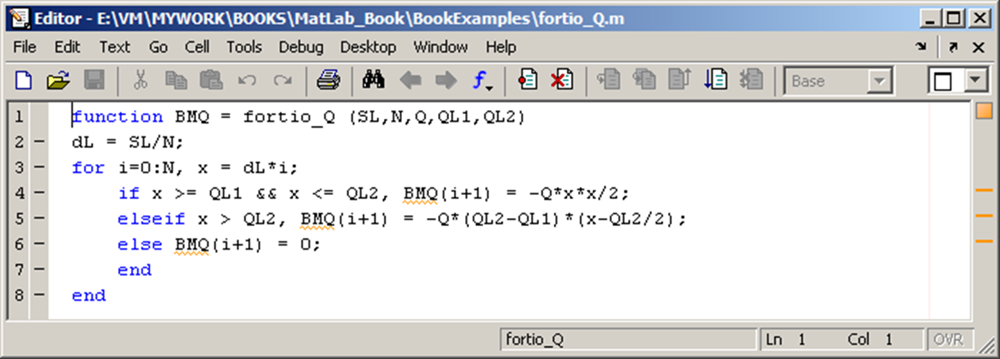 Editor - E:\VM\MYWORK\BOOKS\MatLab_Book\BookExamples\fortio_Q.m
File Edit Text Go Cell Tools Debug Desktop Window Help
Base
1 function BMQ = fortio_Q (SL,N,Q,QL1,QL2)
2 - dL = SL/N;
3 - for i=0:N, x = dL*i;
4 - if x >= QL1 && x <= QL2, BMQ(i+1) = -Q*x*x/2;
5 - elseif x > QL2, BMQ(i+1) = -Q*(QL2-QL1)*(x-QL2/2);
6 - else BMQ(i+1) = 0;
7 - end
8 - end
fortio_Q Ln 1 Col 1 OVR